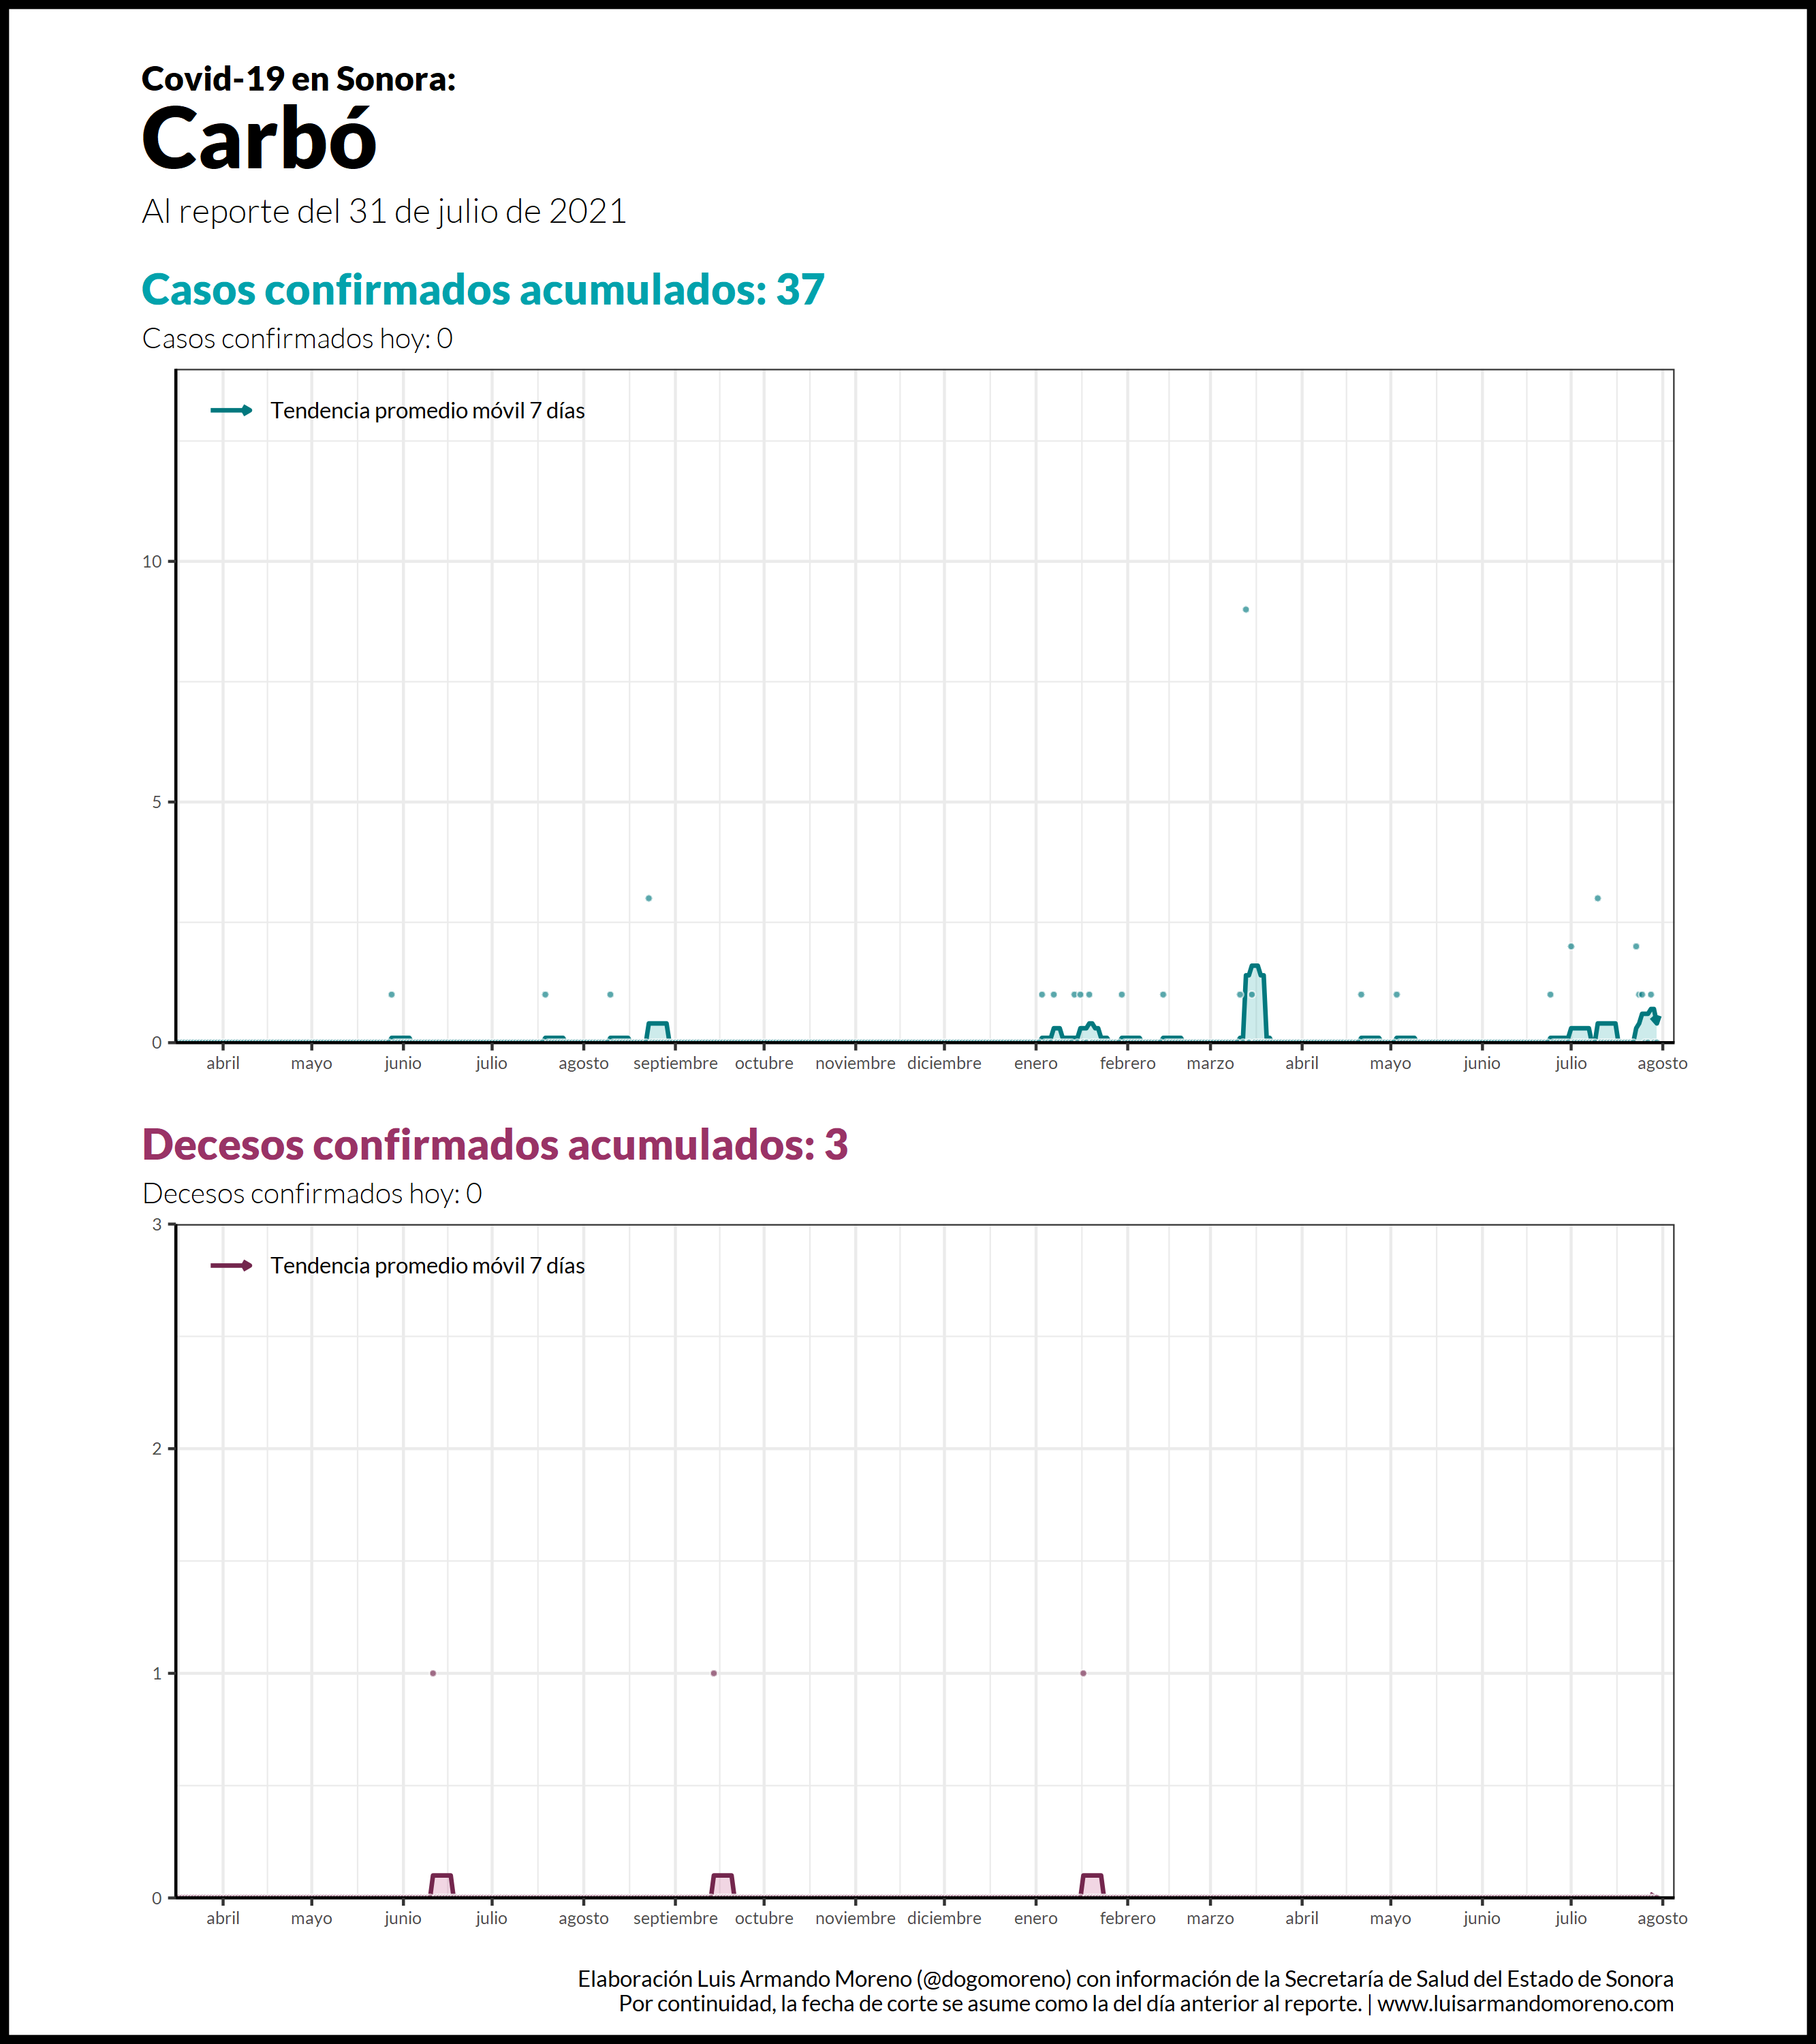 Covid-19 en Sonora:
Carbó
Al reporte del 31 de julio de 2021
Casos confirmados acumulados: 37
Casos confirmados hoy: 0
Tendencia promedio móvil 7 días
10
5
0
abril mayo junio julio agosto septiembre octubre noviembre diciembre enero febrero marzo abril mayo junio julio agosto
Decesos confirmados acumulados: 3
Decesos confirmados hoy: 0
3
Tendencia promedio móvil 7 días
2
1
0
abril mayo junio julio agosto septiembre octubre noviembre diciembre enero febrero marzo abril mayo junio julio agosto
Elaboración Luis Armando Moreno (@dogomoreno) con información de la Secretaría de Salud del Estado de Sonora
Por continuidad, la fecha de corte se asume como la del día anterior al reporte. | www.luisarmandomoreno.com